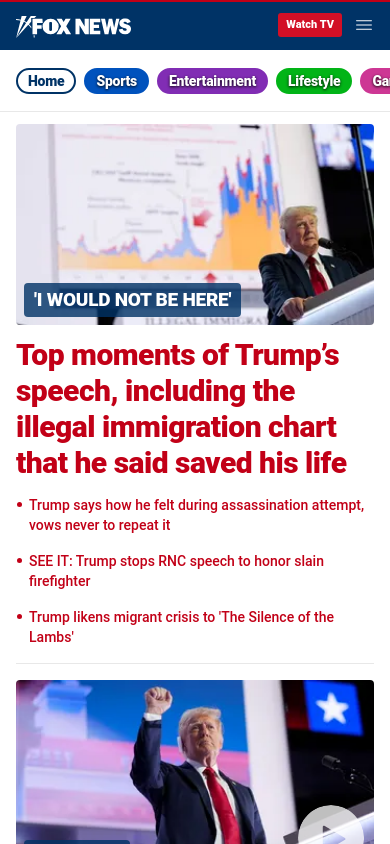 FOX NEWS
Watch TV
Home
Sports
Entertainment
Lifestyle
'I WOULD NOT BE HERE'
Top moments of Trump’s
speech, including the
illegal immigration chart
that he said saved his life
Trump says how he felt during assassination attempt,
vows never to repeat it
SEE IT: Trump stops RNC speech to honor slain
firefighter
Trump likens migrant crisis to 'The Silence of the
Lambs'